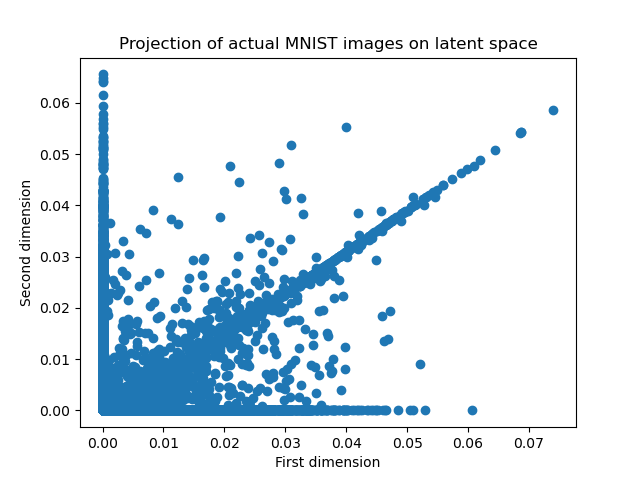 Projection of actual MNIST images on latent space
0.06
0.05
0.04
0.03
0.02
0.01
0.00
Second dimension
0.00 0.01 0.02 0.03 0.04 0.05 0.06 0.07
First dimension